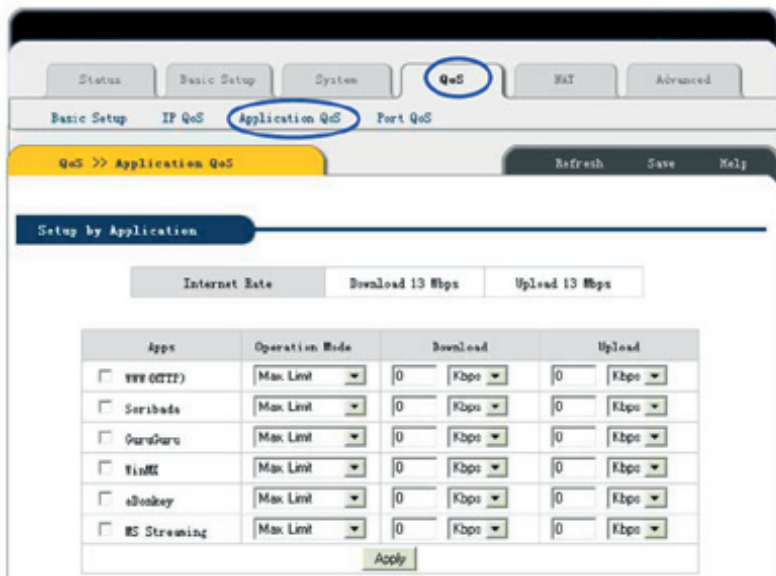 Status Basic Setup System QoS NAT Advanced
Basic Setup IP QoS Application QoS Port QoS
QoS >> Application QoS Refresh Save Help
Setup by Application
Internet Rate Download 13 Mbps Upload 13 Mbps
Apps Operation Mode Download Upload
WWW(HTTP) Max Limit 0 Kbps 0 Kbps
Soribada Max Limit 0 Kbps 0 Kbps
GuruGuru Max Limit 0 Kbps 0 Kbps
WinMX Max Limit 0 Kbps 0 Kbps
eDonkey Max Limit 0 Kbps 0 Kbps
MS Streaming Max Limit 0 Kbps 0 Kbps
Apply